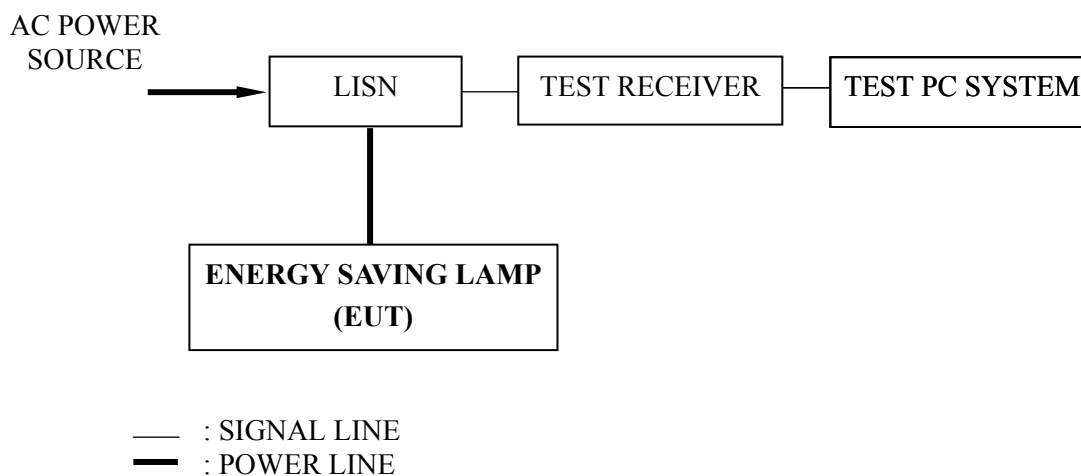 AC POWER
SOURCE
LISN
TEST RECEIVER
TEST PC SYSTEM
ENERGY SAVING LAMP
(EUT)
: SIGNAL LINE
: POWER LINE